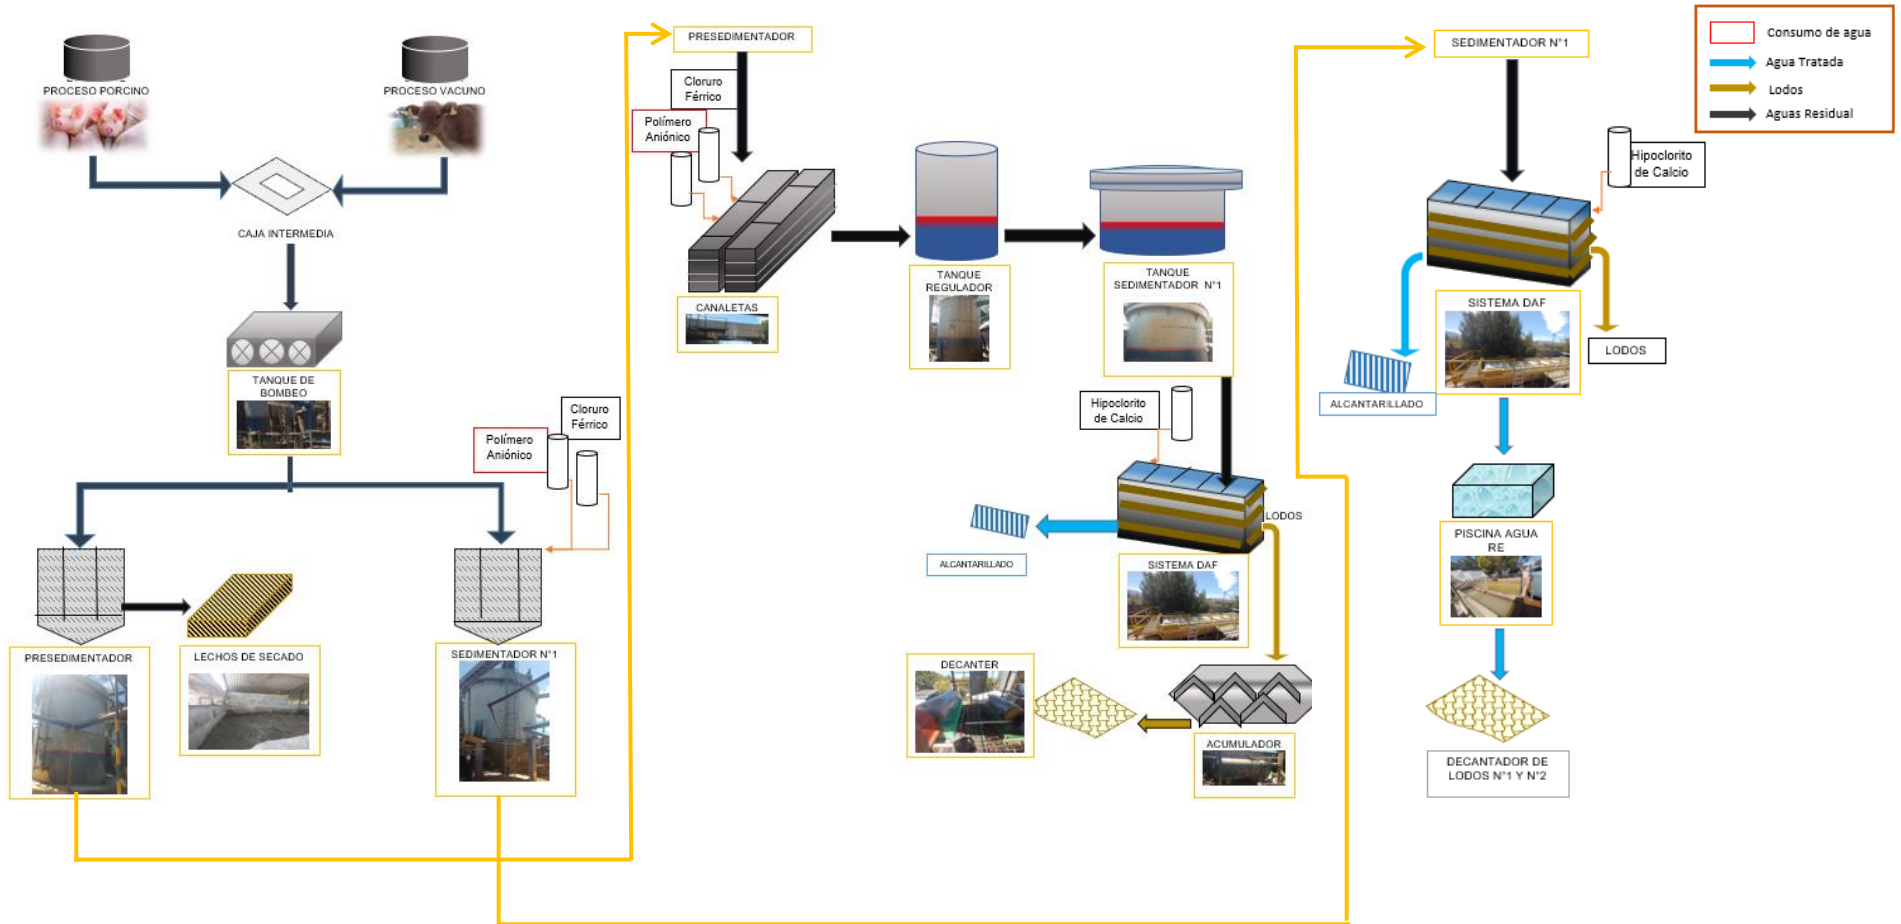 PROCESO PORCINO
PROCESO VACUNO
CAJA INTERMEDIA
TANQUE DE
BOMBEO
Polímero
Aniónico
Cloruro
Férrico
PRESEDIMENTADOR
LECHOS DE SECADO
SEDIMENTADOR N°1
PRESEDIMENTADOR
Cloruro
Férrico
Polímero
Aniónico
CANALETAS
TANQUE
REGULADOR
TANQUE
SEDIMENTADOR N°1
Hipoclorito
de Calcio
LODOS
ALCANTARILLADO
SISTEMA DAF
DECANTER
ACUMULADOR
SEDIMENTADOR N°1
Hipoclorito
de Calcio
SISTEMA DAF
LODOS
ALCANTARILLADO
PISCINA AGUA
RE
DECANTADOR DE
LODOS N°1 Y N°2
Consumo de agua
Agua Tratada
Lodos
Aguas Residual